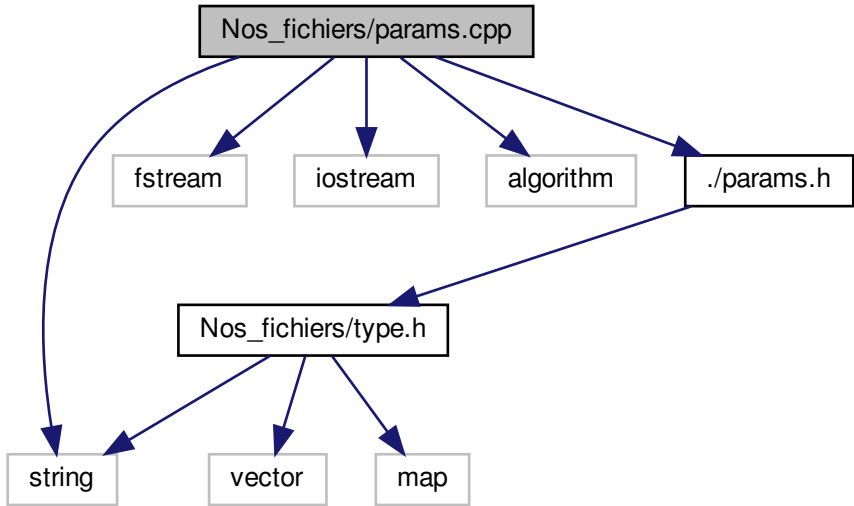 Nos_fichiers/params.cpp
fstream
iostream
algorithm
./params.h
Nos_fichiers/type.h
string
vector
map